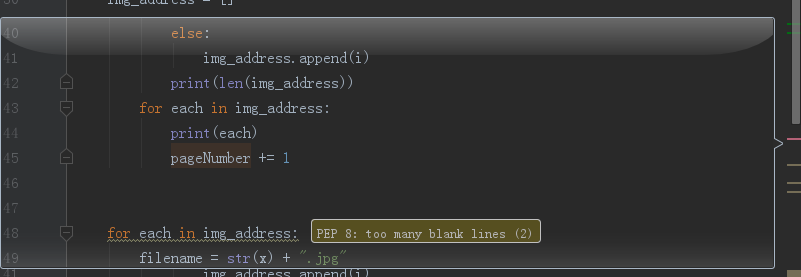 img_address = []
40 else:
41 img_address.append(i)
42 print(len(img_address))
43 for each in img_address:
44 print(each)
45 pageNumber += 1
46
47
48 for each in img_address: PEP 8: too many blank lines (2)
49 filename = str(x) + ".jpg"
41 img_address.append(i)